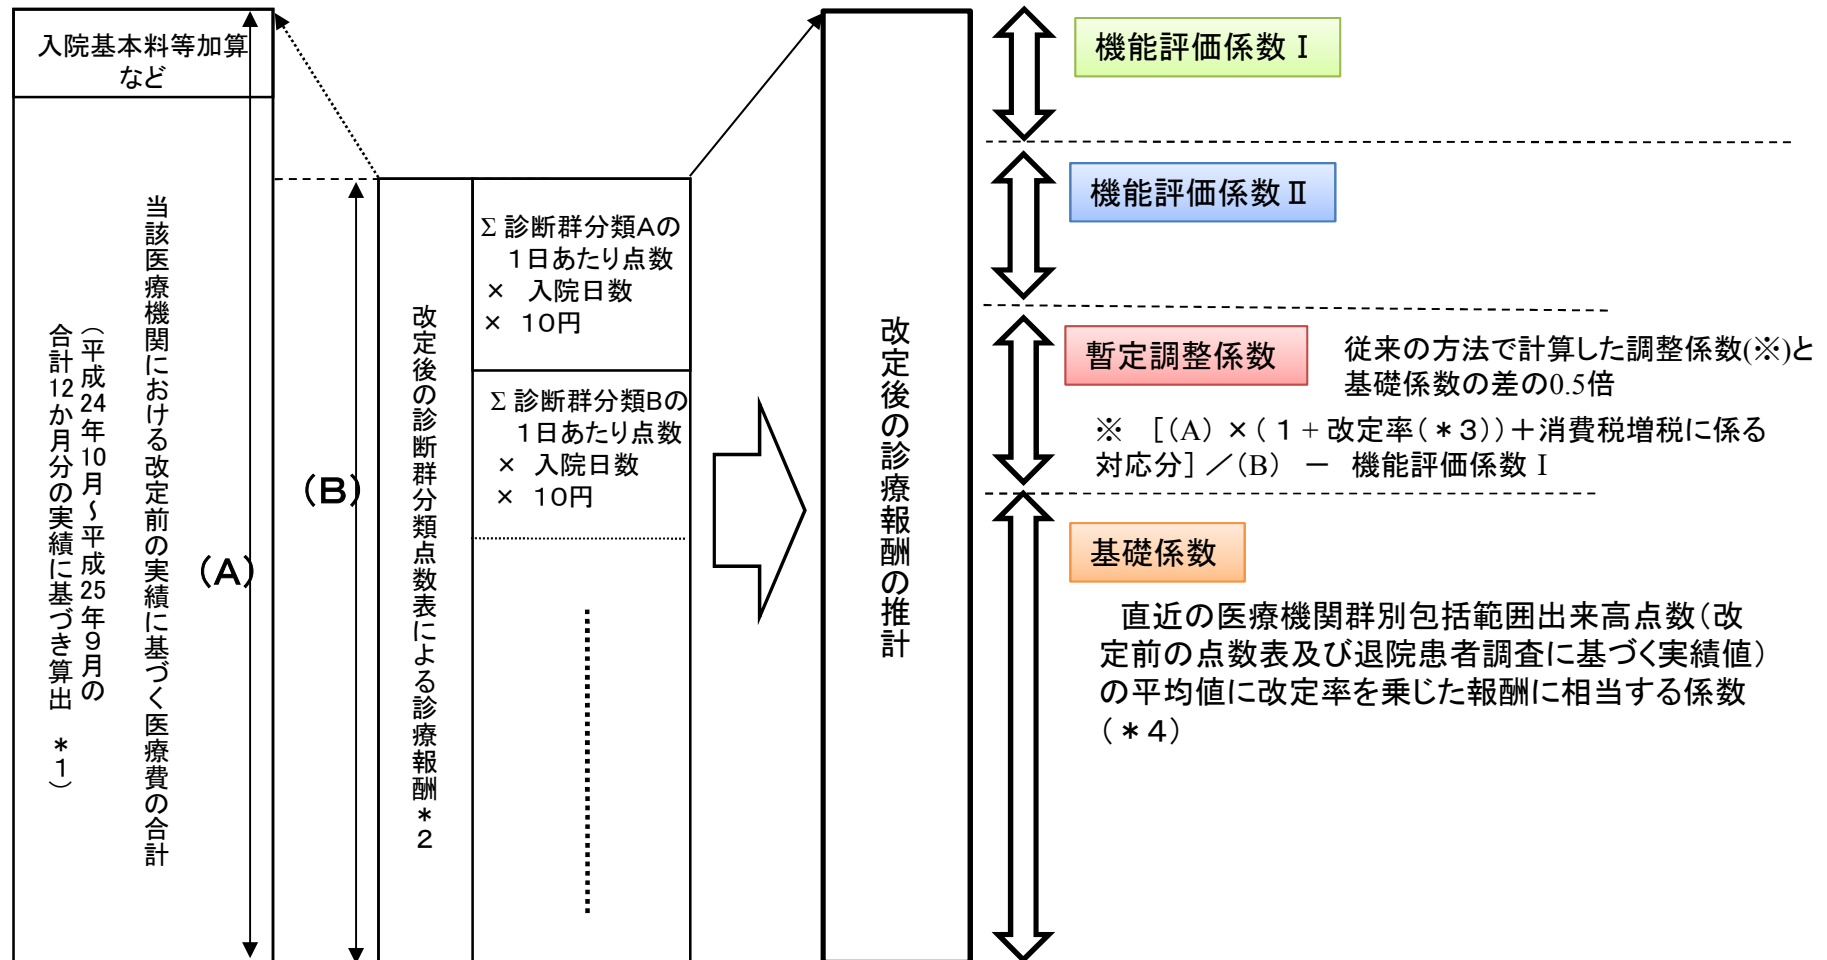 入院基本料等加算
など
当該医療機関における改定前の実績に基づく医療費の合計
（平成24年10月～平成25年９月の
合計12か月分の実績に基づき算出　＊１）
（A）
（B）
改定後の診断群分類点数表による診療報酬＊２
Σ 診断群分類Aの
１日あたり点数
×　入院日数
×　１０円
Σ 診断群分類Bの
１日あたり点数
×　入院日数
×　１０円
改定後の診療報酬の推計
機能評価係数Ⅰ
機能評価係数Ⅱ
暫定調整係数
従来の方法で計算した調整係数(※)と
基礎係数の差の0.5倍
※　［(A) ×（１+改定率(＊３)）＋消費税増税に係る
対応分］／(B)　－　機能評価係数Ⅰ
基礎係数
直近の医療機関群別包括範囲出来高点数（改
定前の点数表及び退院患者調査に基づく実績値）
の平均値に改定率を乗じた報酬に相当する係数
(＊４)